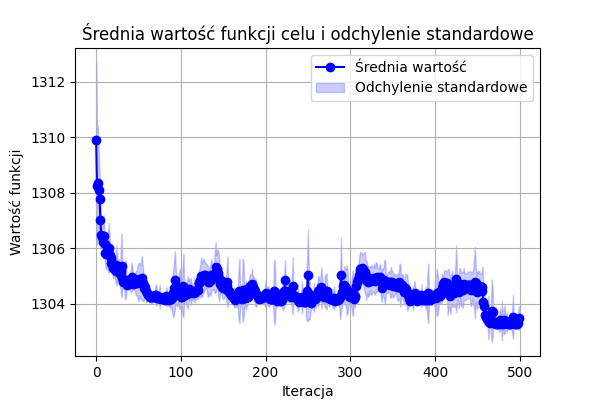 Średnia wartość funkcji celu i odchylenie standardowe
Średnia wartość
Odchylenie standardowe
Wartość funkcji
1312
1310
1308
1306
1304
0 100 200 300 400 500
Iteracja